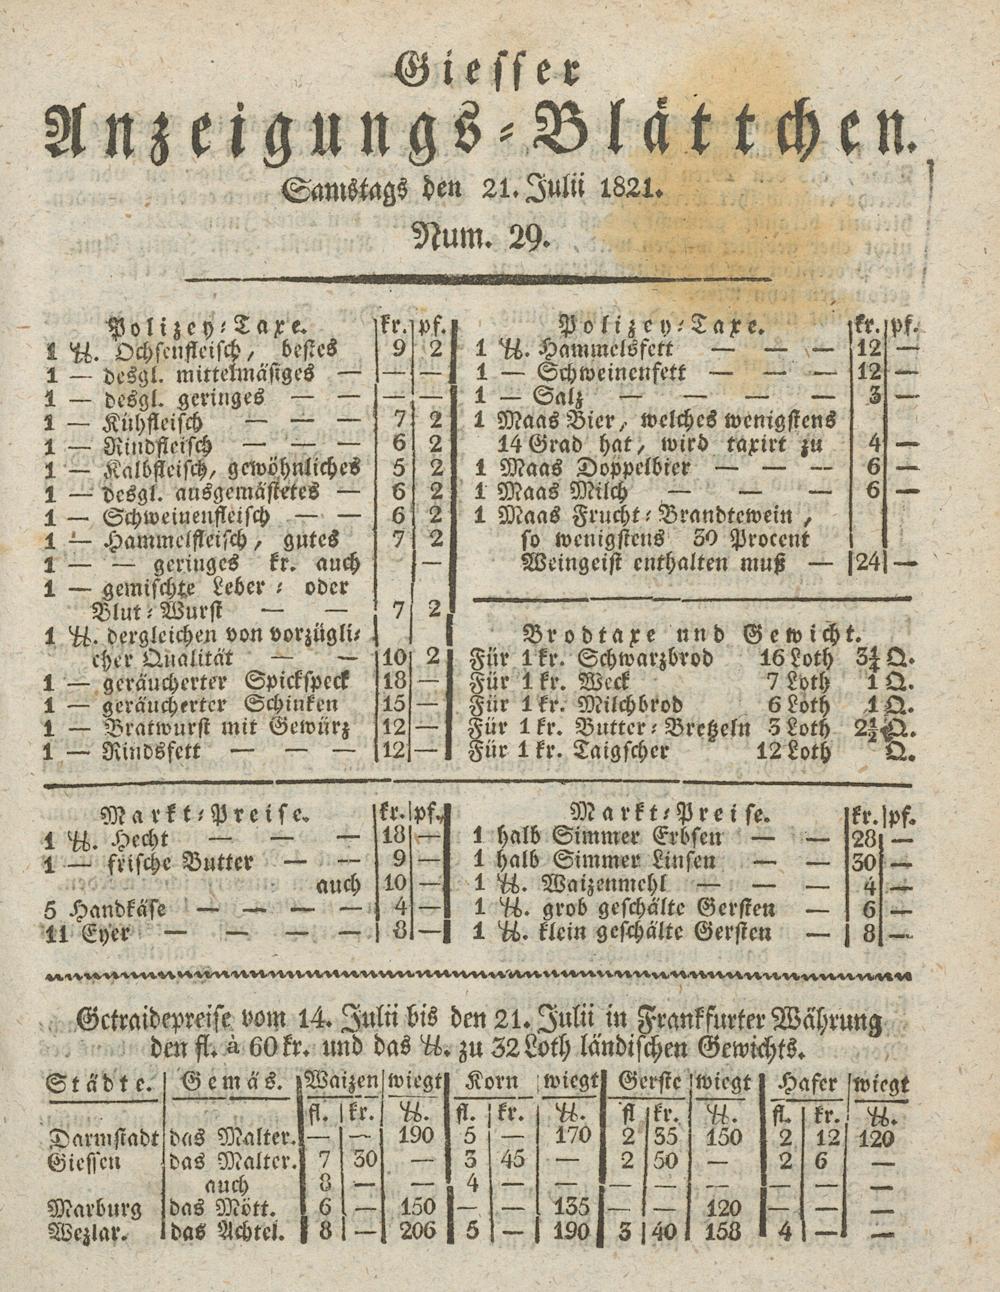 Giesser
Anzeigungs-Blättchen.
Samstags den 21. Julii 1821.
Num. 29.
Polizey-Taxe. kr. pf.
1 ℔. Ochsenfleisch, bestes 9 2
1 — desgl. mittelmäsiges — — —
1 — desgl. geringes — — — —
1 — Kühfleisch — — — 7 2
1 — Rindfleisch — — — 6 2
1 — Kalbfleisch, gewöhnliches 5 2
1 — desgl. ausgemästetes — 6 2
1 — Schweinenfleisch — — 6 2
1 — Hammelfleisch, gutes 7 2
1 — — geringes kr. auch —
1 — gemischte Leber- oder
Blut-Wurst — — 7 2
1 ℔. dergleichen von vorzügli-
cher Qualität — — 10 2
1 — geräucherter Spickspeck 18 —
1 — geräucherter Schinken 15 —
1 — Bratwurst mit Gewürz 12 —
1 — Rindsfett — — — 12 —
Polizey-Taxe. kr. pf.
1 ℔. Hammelsfett — — — 12 —
1 — Schweinenfett — — — 12 —
1 — Salz — — — — 3 —
1 Maas Bier, welches wenigstens
14 Grad hat, wird taxirt zu 4 —
1 Maas Doppelbier — — — 6 —
1 Maas Milch — — — 6 —
1 Maas Frucht-Brandtewein,
so wenigstens 30 Procent
Weingeist enthalten muß — 24 —
Brodtaxe und Gewicht.
Für 1 kr. Schwarzbrod 16 Loth 3¼ Q.
Für 1 kr. Weck 7 Loth 1 Q.
Für 1 kr. Milchbrod 6 Loth 1 Q.
Für 1 kr. Butter-Bretzeln 3 Loth 2½ Q.
Für 1 kr. Taigscher 12 Loth Q.
Markt-Preise. kr. pf.
1 ℔. Hecht — — — 18 —
1 — frische Butter — — 9 —
auch 10 —
5 Handkäse — — — — 4 —
11 Eyer — — — — 8 —
Markt-Preise. kr. pf.
1 halb Simmer Erbsen — — 28 —
1 halb Simmer Linsen — — 30 —
1 ℔. Waizenmehl — — — 4 —
1 ℔. grob geschälte Gersten — 6 —
1 ℔. klein geschälte Gersten — 8 —
Getraidepreise vom 14. Julii bis den 21. Julii in Frankfurter Währung
den fl. à 60 kr. und das ℔. zu 32 Loth ländischen Gewichts.
Städte. Gemäs. Waizen wiegt Korn wiegt Gerste wiegt Hafer wiegt
fl. kr. ℔. fl. kr. ℔. fl kr. ℔. fl. kr. ℔.
Darmstadt das Malter. — — 190 5 — 170 2 35 150 2 12 120
Giessen das Malter. 7 30 — 3 45 — 2 50 — 2 6 —
auch 8 — — 4 — — — — — — — —
Marburg das Mött. 6 — 150 — — 135 — — 120 — — —
Wezlar. das Achtel. 8 — 206 5 — 190 3 40 158 4 — —